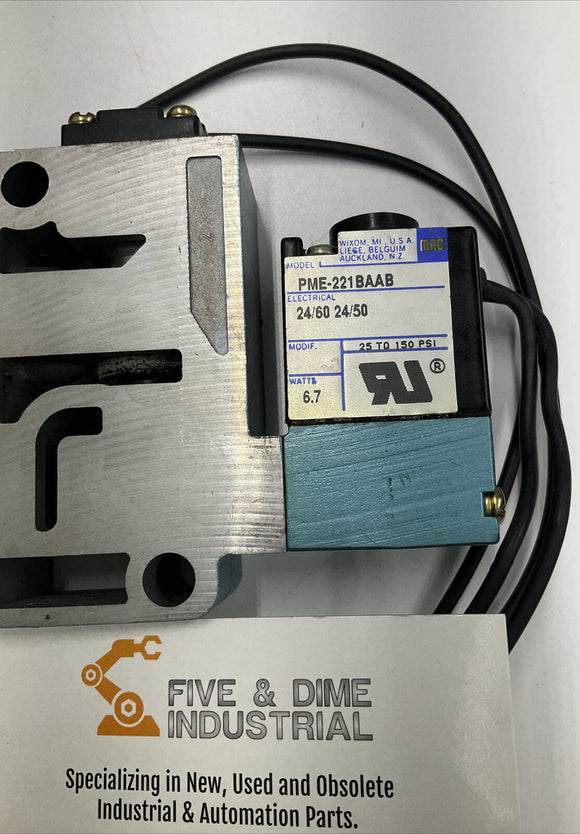 WIXOM, MI, U.S.A.
LIEGE, BELGUIM
AUCKLAND, N.Z.
MAC
MODEL
PME-221BAAB
ELECTRICAL
24/60 24/50
MODIF.
25 TO 150 PSI
WATTS
6.7
RU®
FIVE & DIME
INDUSTRIAL
Specializing in New, Used and Obsolete
Industrial & Automation Parts.